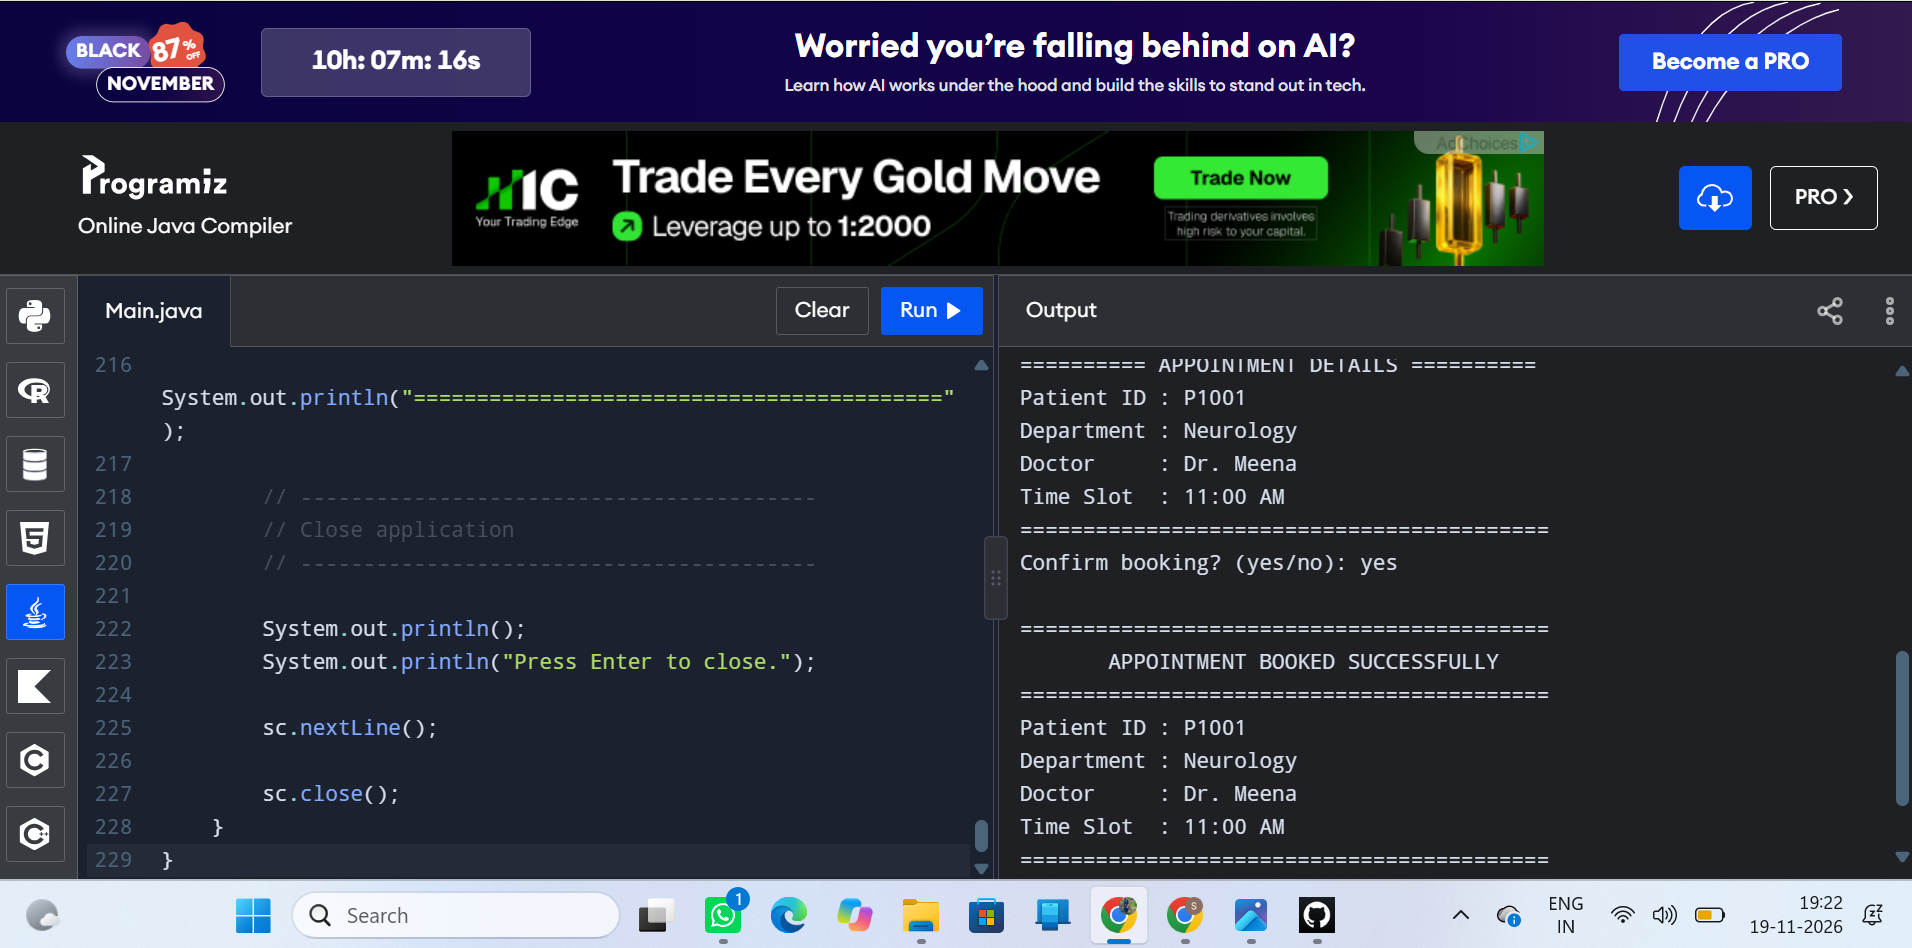 BLACK 87% OFF
NOVEMBER
10h: 07m: 16s
Worried you’re falling behind on AI?
Learn how AI works under the hood and build the skills to stand out in tech.
Become a PRO
Programiz
Online Java Compiler
HIC
Your Trading Edge
Trade Every Gold Move
Leverage up to 1:2000
Trade Now
Trading derivatives involves
high risk to your capital.
AdChoices
PRO ❯
Main.java
Clear
Run
216
System.out.println("=========================================="
);
217
218 // -----------------------------------------
219 // Close application
220 // -----------------------------------------
221
222 System.out.println();
223 System.out.println("Press Enter to close.");
224
225 sc.nextLine();
226
227 sc.close();
228 }
229 }
Output
========== APPOINTMENT DETAILS ==========
Patient ID : P1001
Department : Neurology
Doctor : Dr. Meena
Time Slot : 11:00 AM
==========================================
Confirm booking? (yes/no): yes
==========================================
APPOINTMENT BOOKED SUCCESSFULLY
==========================================
Patient ID : P1001
Department : Neurology
Doctor : Dr. Meena
Time Slot : 11:00 AM
==========================================
Search
1
S
ENG
IN
19:22
19-11-2026